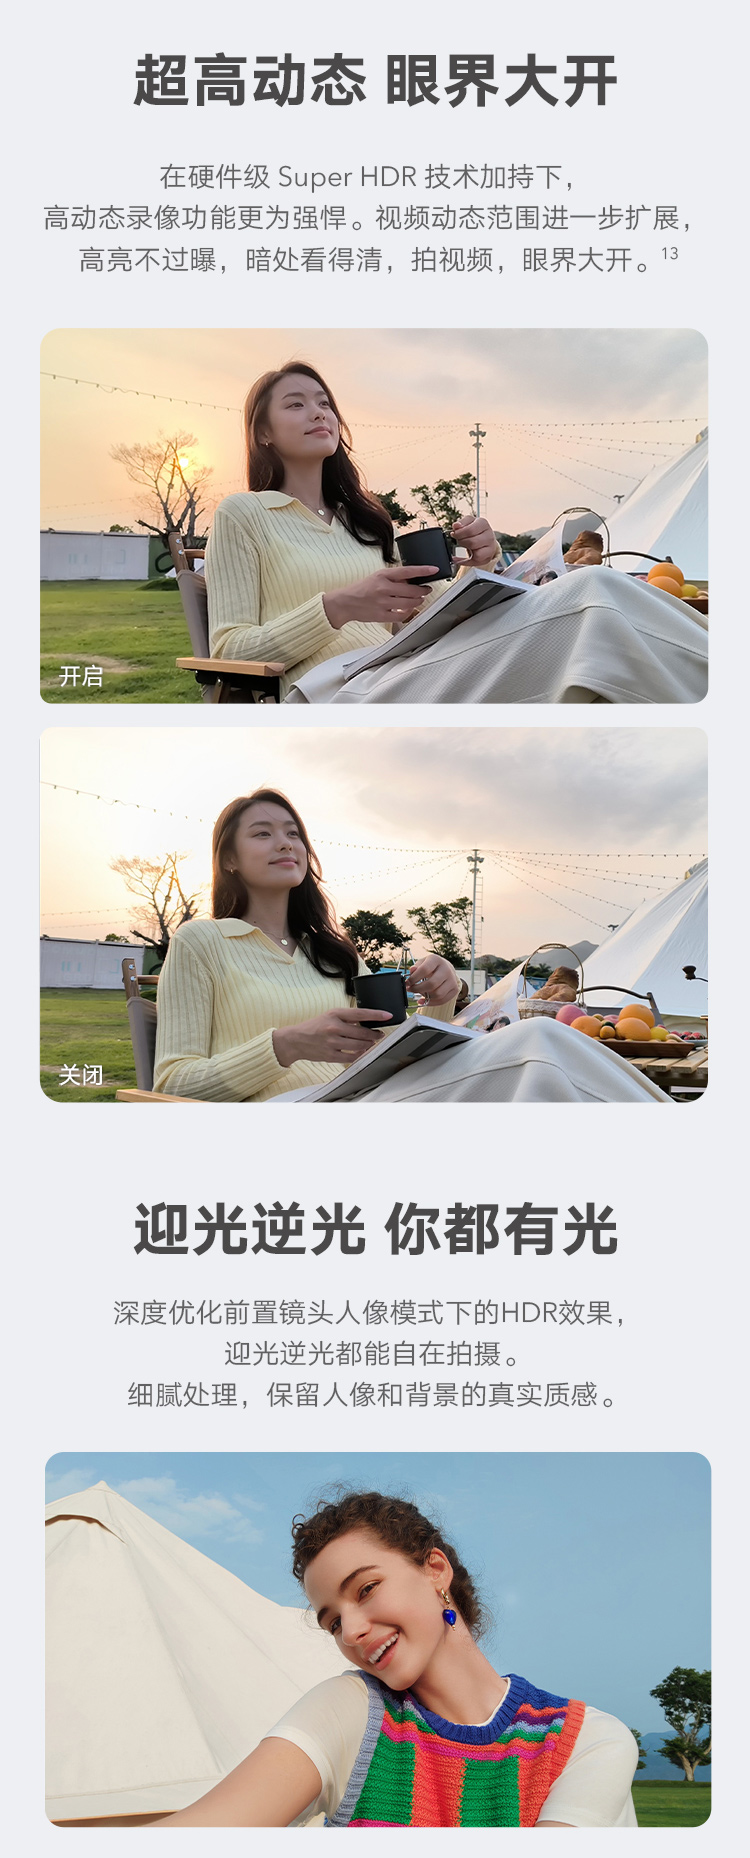 超高动态 眼界大开
在硬件级 Super HDR 技术加持下，
高动态录像功能更为强悍。视频动态范围进一步扩展，
高亮不过曝，暗处看得清，拍视频，眼界大开。13
开启
关闭
迎光逆光 你都有光
深度优化前置镜头人像模式下的HDR效果，
迎光逆光都能自在拍摄。
细腻处理，保留人像和背景的真实质感。